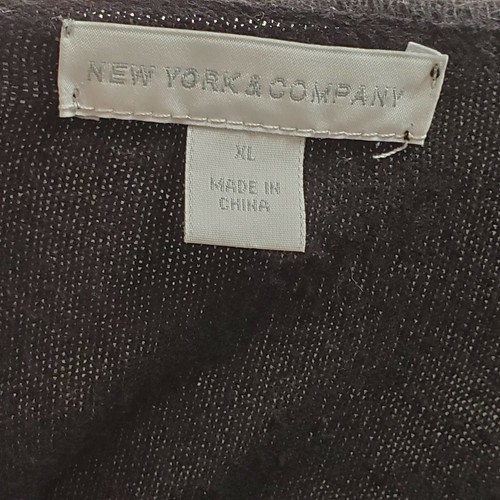 NEW YORK & COMPANY
XL
MADE IN
CHINA